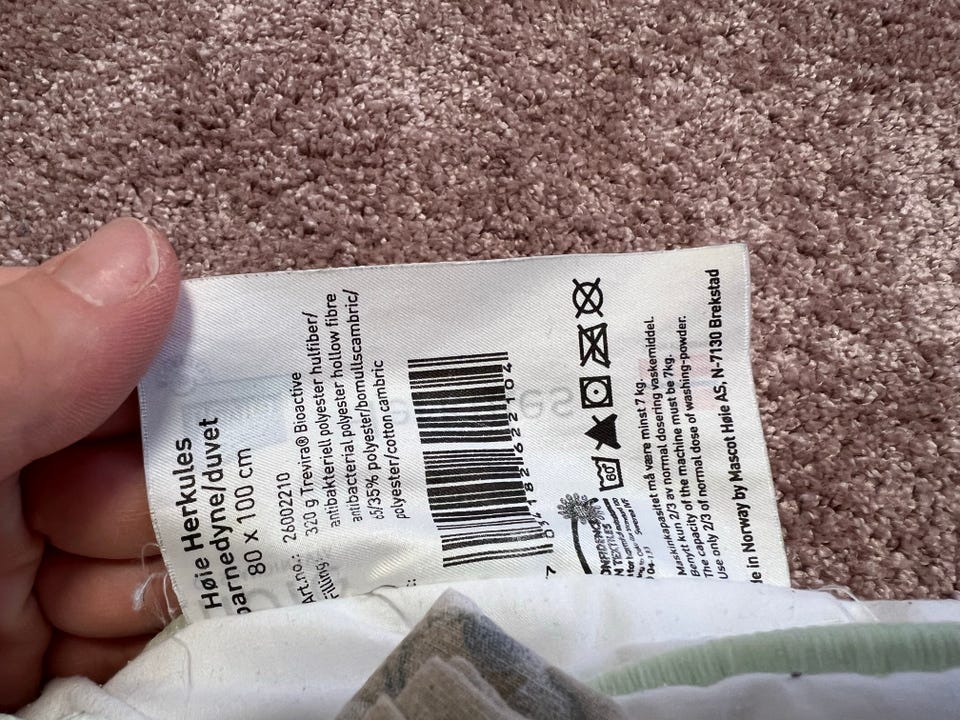 Høie Herkules
barnedyne/duvet
80 x 100 cm
Art.no.: 26002210
Filling: 320 g Trevira® Bioactive
antibakteriell polyester hulfiber/
antibacterial polyester hollow fibre
65/35% polyester/bomullscambric/
polyester/cotton cambric
7
60
Maskinkapasitet må være minst 7 kg.
Benytt kun 2/3 av normal dosering vaskemiddel.
The capacity of the machine must be 7kg.
Use only 2/3 of normal dose of washing-powder.
de in Norway by Mascot Høie AS, N-7130 Brekstad